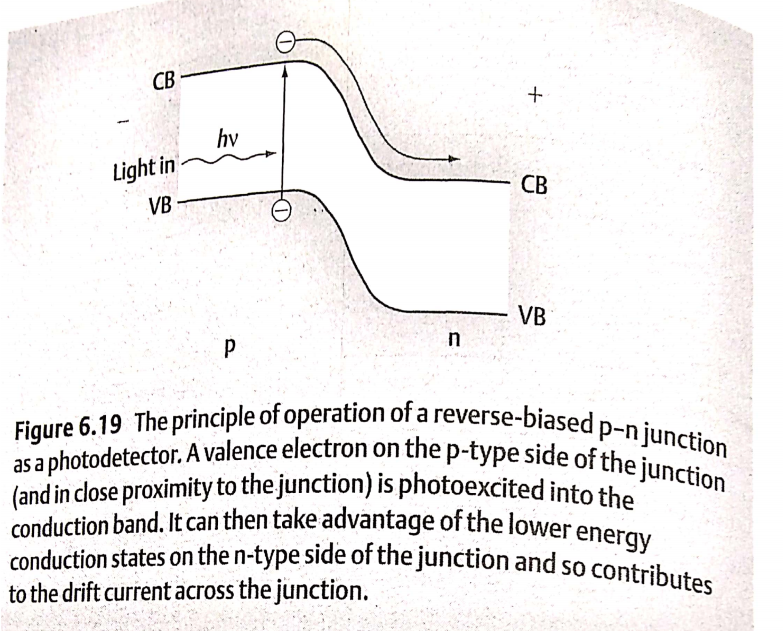 CB
+
−
hν
Light in
CB
VB
VB
p
n
Figure 6.19 The principle of operation of a reverse-biased p–n junction
as a photodetector. A valence electron on the p-type side of the junction
(and in close proximity to the junction) is photoexcited into the
conduction band. It can then take advantage of the lower energy
conduction states on the n-type side of the junction and so contributes
to the drift current across the junction.